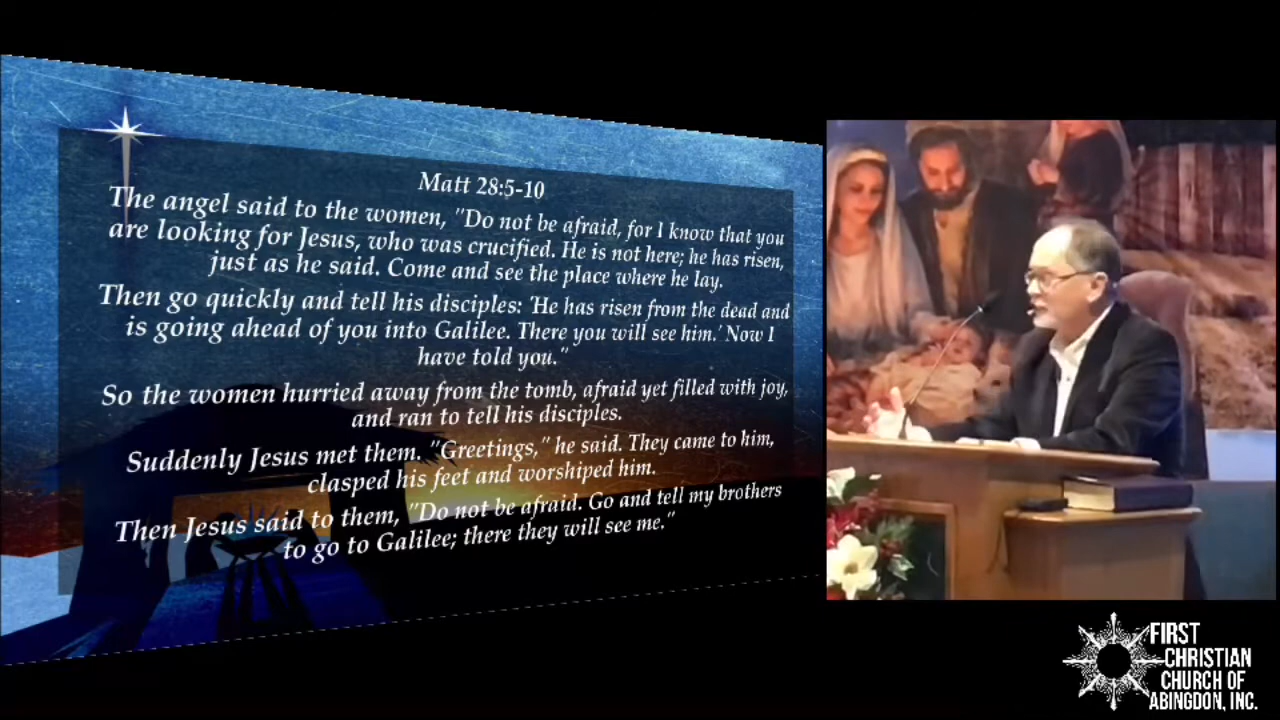 Matt 28:5-10
The angel said to the women, "Do not be afraid, for I know that you
are looking for Jesus, who was crucified. He is not here; he has risen,
just as he said. Come and see the place where he lay.
Then go quickly and tell his disciples: 'He has risen from the dead and
is going ahead of you into Galilee. There you will see him.' Now I
have told you."
So the women hurried away from the tomb, afraid yet filled with joy,
and ran to tell his disciples.
Suddenly Jesus met them. "Greetings," he said. They came to him,
clasped his feet and worshiped him.
Then Jesus said to them, "Do not be afraid. Go and tell my brothers
to go to Galilee; there they will see me."
FIRST
CHRISTIAN
CHURCH OF
ABINGDON, INC.